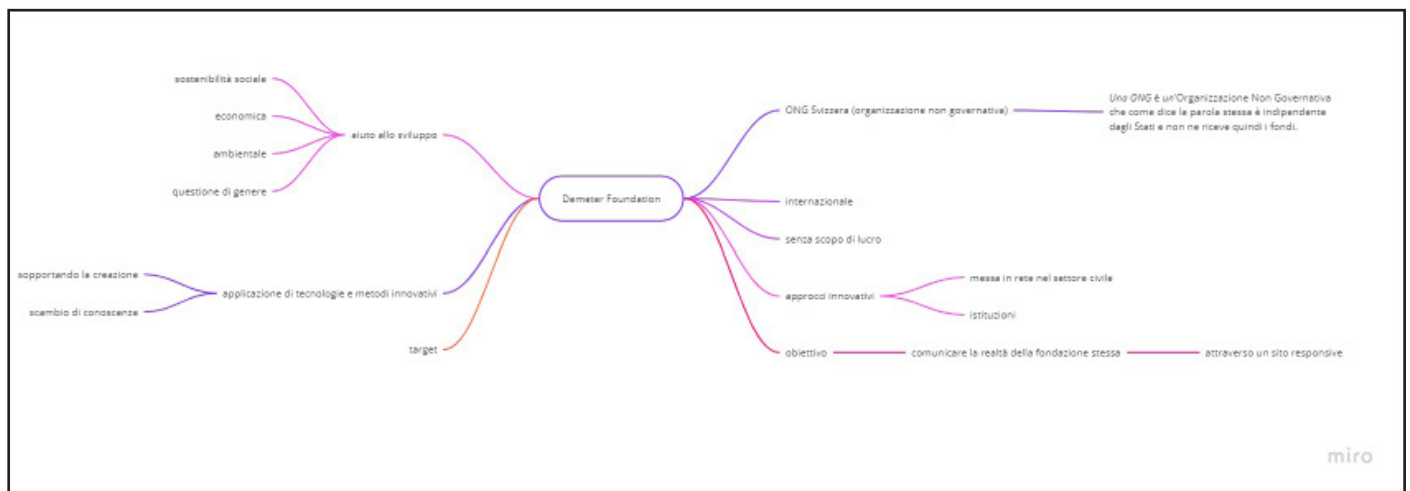 sostenibilità sociale
economica
ambientale
questione di genere
aiuto allo sviluppo
sopportando la creazione
scambio di conoscenze
applicazione di tecnologie e metodi innovativi
target
Demeter Foundation
ONG Svizzera (organizzazione non governativa)
Una ONG è un'Organizzazione Non Governativa
che come dice la parola stessa è indipendente
dagli Stati e non ne riceve quindi i fondi.
internazionale
senza scopo di lucro
approcci innovativi
messa in rete nel settore civile
istituzioni
obiettivo
comunicare la realtà della fondazione stessa
attraverso un sito responsive
miro